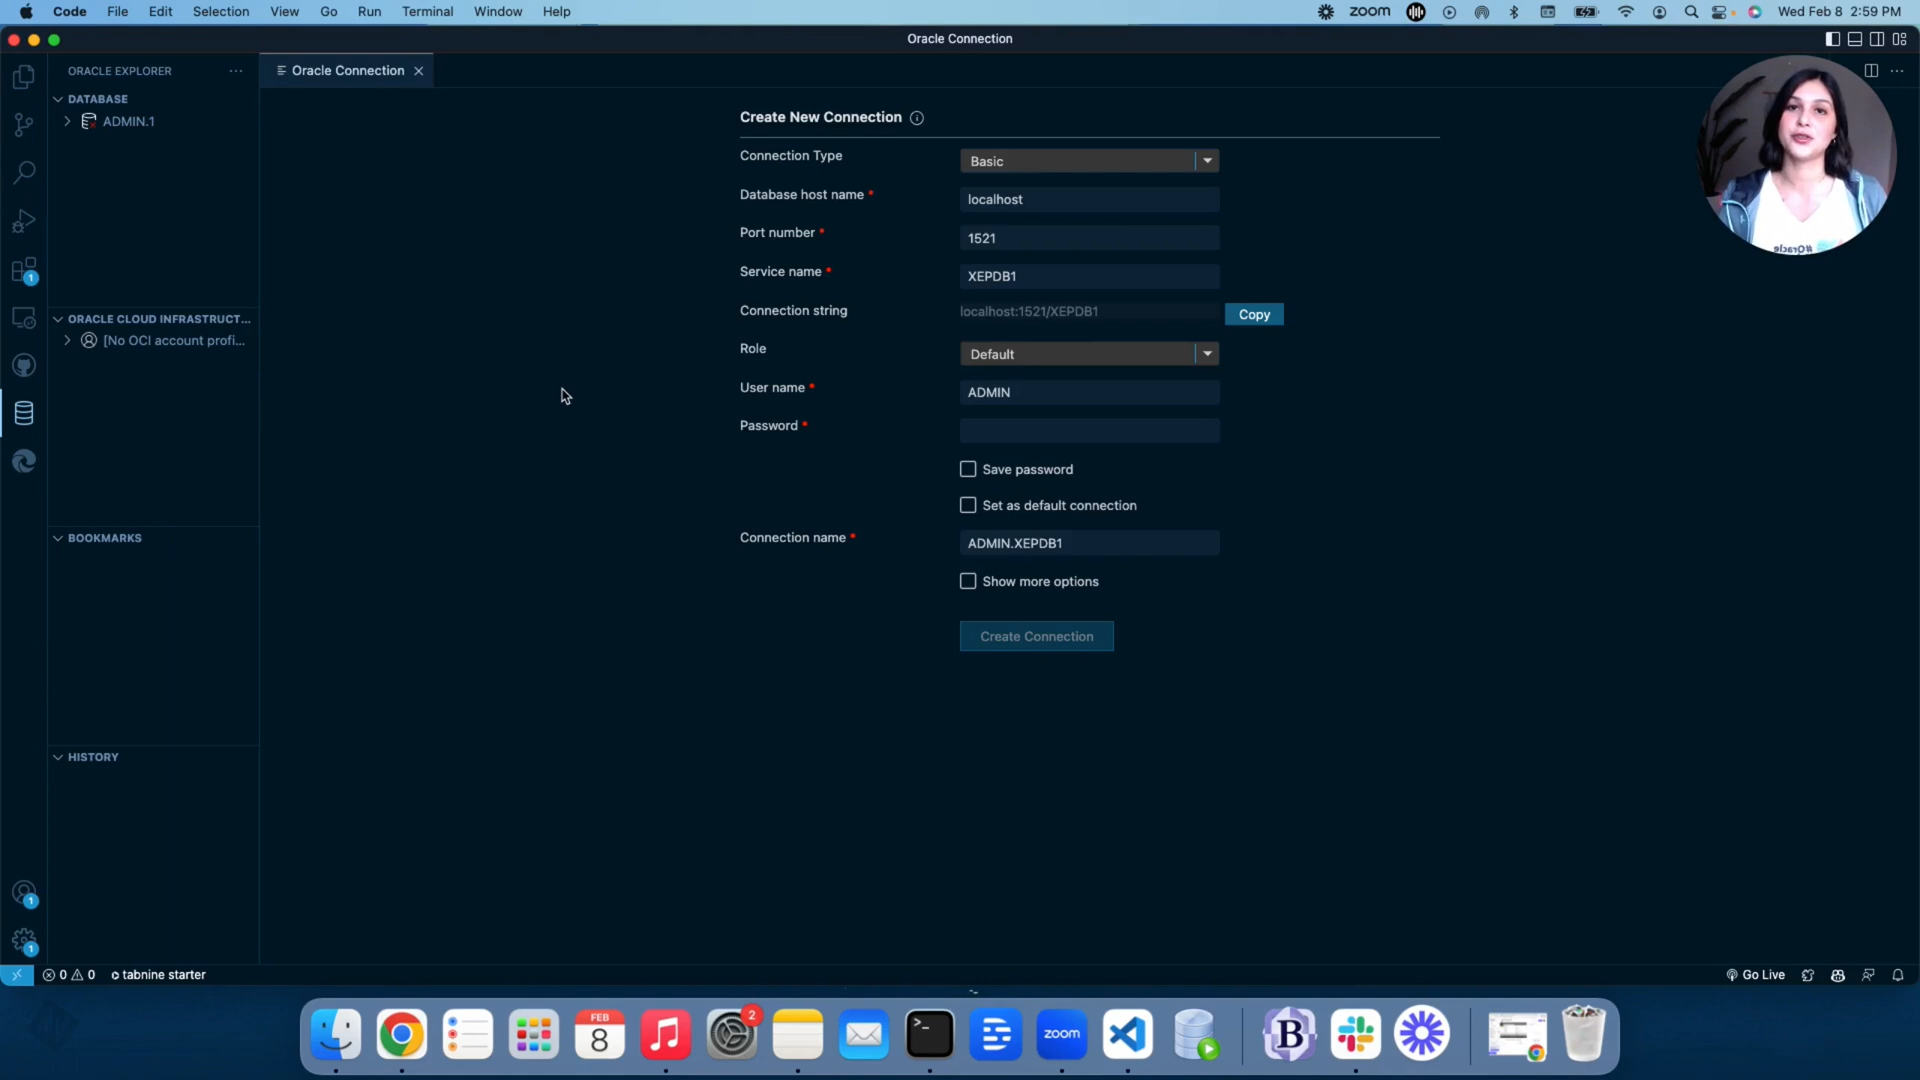 Code File Edit Selection View Go Run Terminal Window Help
zoom
Wed Feb 8 2:59 PM
Oracle Connection
ORACLE EXPLORER
DATABASE
ADMIN.1
ORACLE CLOUD INFRASTRUCT...
[No OCI account profi...
BOOKMARKS
HISTORY
1
1
1
Oracle Connection
Create New Connection
Connection Type
Basic
Database host name *
localhost
Port number *
1521
Service name *
XEPDB1
Connection string
localhost:1521/XEPDB1
Copy
Role
Default
User name *
ADMIN
Password *
Save password
Set as default connection
Connection name *
ADMIN.XEPDB1
Show more options
Create Connection
#Oracle
0 0 tabnine starter
Go Live
FEB
8
2
>_
zoom
B